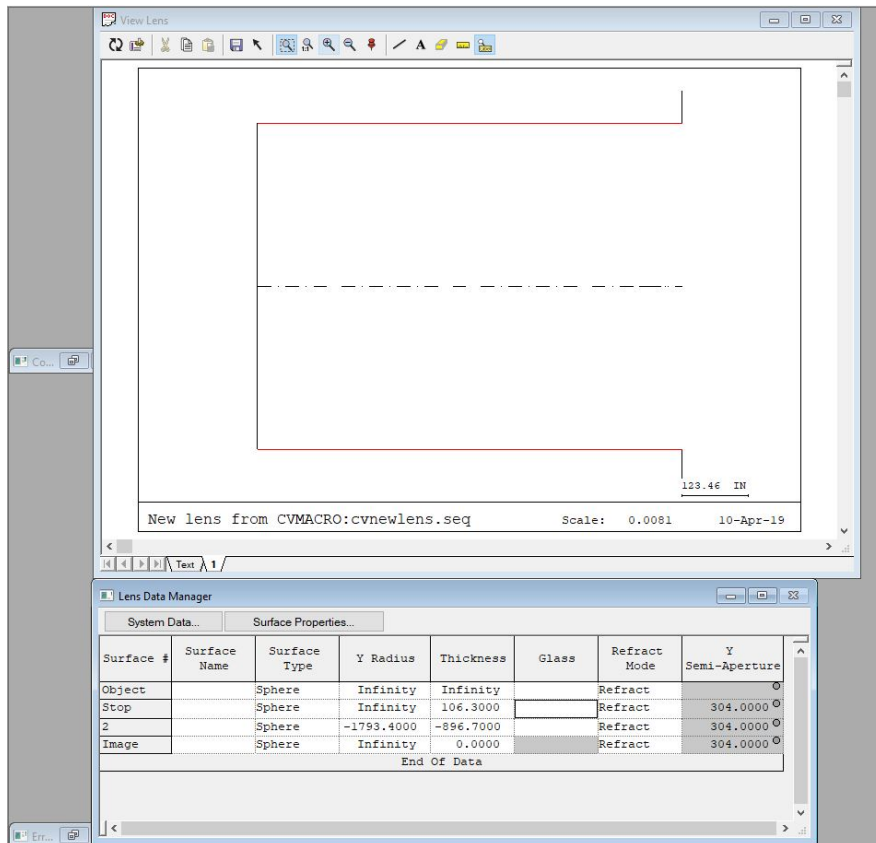 View Lens
A
123.46 IN
New lens from CVMACRO:cvnewlens.seq Scale: 0.0081 10-Apr-19
Text 1
Co...
Lens Data Manager
System Data... Surface Properties...
Surface # Surface Name Surface Type Y Radius Thickness Glass Refract Mode Y Semi-Aperture
Object Sphere Infinity Infinity Refract
Stop Sphere Infinity 106.3000 Refract 304.0000
2 Sphere -1793.4000 -896.7000 Refract 304.0000
Image Sphere Infinity 0.0000 Refract 304.0000
End Of Data
Err...